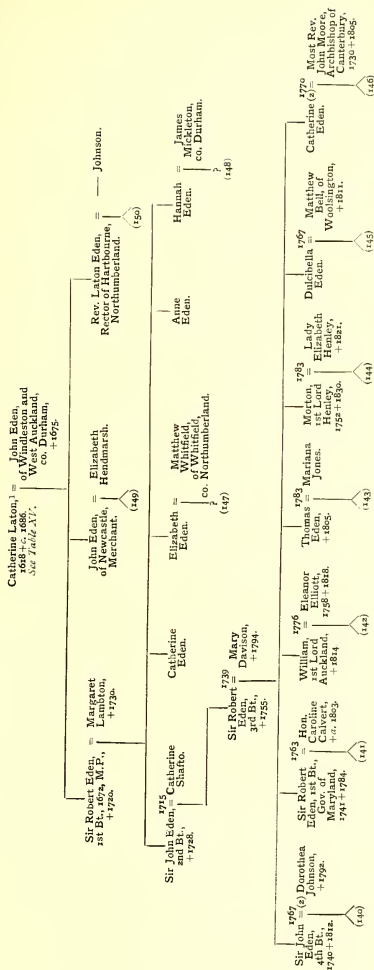 Catherine Laton,¹ = John Eden,
1628+c. 1686. of Windleston and
See Table XV. West Auckland,
co. Durham,
+1675.
Sir Robert Eden, = Margaret
1st Bt., 1672, M.P., Lambton,
+1720. +1730.
John Eden, = Elizabeth
of Newcastle, Hendmarsh.
Merchant.
(149)
Rev. Laton Eden, = — Johnson.
Rector of Hartbourne,
Northumberland.
(150)
1715
Sir John Eden, = Catherine
2nd Bt., Shafto.
+1728.
Catherine
Eden.
Elizabeth = Matthew
Eden. Whitfield,
of Whitfield,
co. Northumberland.
?
(147)
Anne
Eden.
Hannah = James
Eden. Mickleton,
co. Durham.
?
(148)
1739
Sir Robert = Mary
Eden, Davison,
3rd Bt., +1794.
+1755.
1767
Sir John = (2) Dorothea
Eden, Johnson,
4th Bt., +1792.
1740+1812.
(140)
1763
Sir Robert = Hon.
Eden, 1st Bt., Caroline
Gov. of Calvert,
Maryland, +a. 1803.
1741+1784.
(141)
1776
William, = Eleanor
1st Lord Elliott,
Auckland, 1758+1818.
+1814
(142)
1783
Thomas = Mariana
Eden, Jones.
+1805.
(143)
1783
Morton, = Lady
1st Lord Elizabeth
Henley, Henley,
1752+1830. +1821.
(144)
1767
Dulcibella = Matthew
Eden. Bell, of
Woolsington,
+1811.
(145)
1770
Catherine (2) = Most Rev.
Eden. John Moore,
Archbishop of
Canterbury,
1730+1805.
(146)